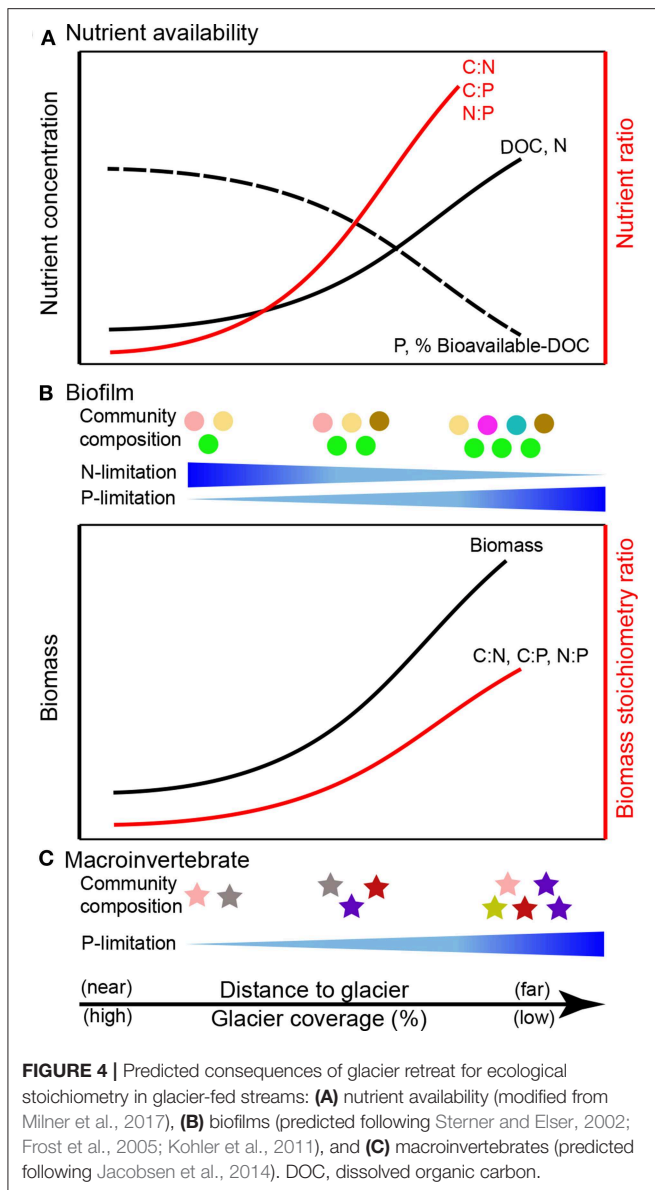 A Nutrient availability
Nutrient concentration
Nutrient ratio
C:N
C:P
N:P
DOC, N
P, % Bioavailable-DOC
B Biofilm
Community
composition
N-limitation
P-limitation
Biomass
Biomass stoichiometry ratio
Biomass
C:N, C:P, N:P
C Macroinvertebrate
Community
composition
P-limitation
(near) Distance to glacier (far)
(high) Glacier coverage (%) (low)
FIGURE 4 | Predicted consequences of glacier retreat for ecological
stoichiometry in glacier-fed streams: (A) nutrient availability (modified from
Milner et al., 2017), (B) biofilms (predicted following Sterner and Elser, 2002;
Frost et al., 2005; Kohler et al., 2011), and (C) macroinvertebrates (predicted
following Jacobsen et al., 2014). DOC, dissolved organic carbon.